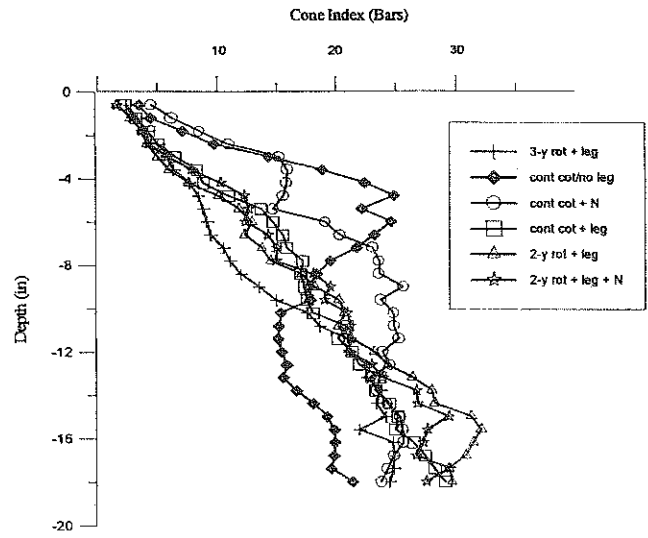 Cone Index (Bars)
10 20 30
0
-4
-8
-12
-16
-20
Depth (in)
3-y rot + leg
cont cot/no leg
cont cot + N
cont cot + leg
2-y rot + leg
2-y rot + leg + N